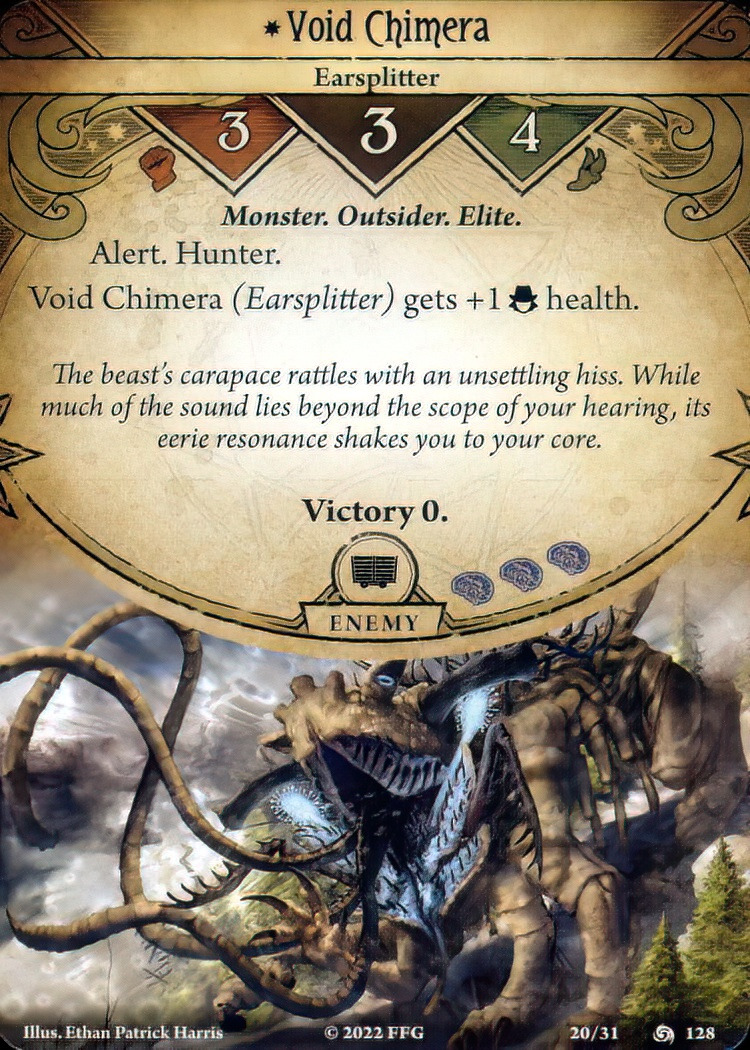 Void Chimera
Earsplitter
3 3 4
Monster. Outsider. Elite.
Alert. Hunter.
Void Chimera (Earsplitter) gets +1 health.
The beast's carapace rattles with an unsettling hiss. While
much of the sound lies beyond the scope of your hearing, its
eerie resonance shakes you to your core.
Victory 0.
ENEMY
Illus. Ethan Patrick Harris © 2022 FFG 20/31 128